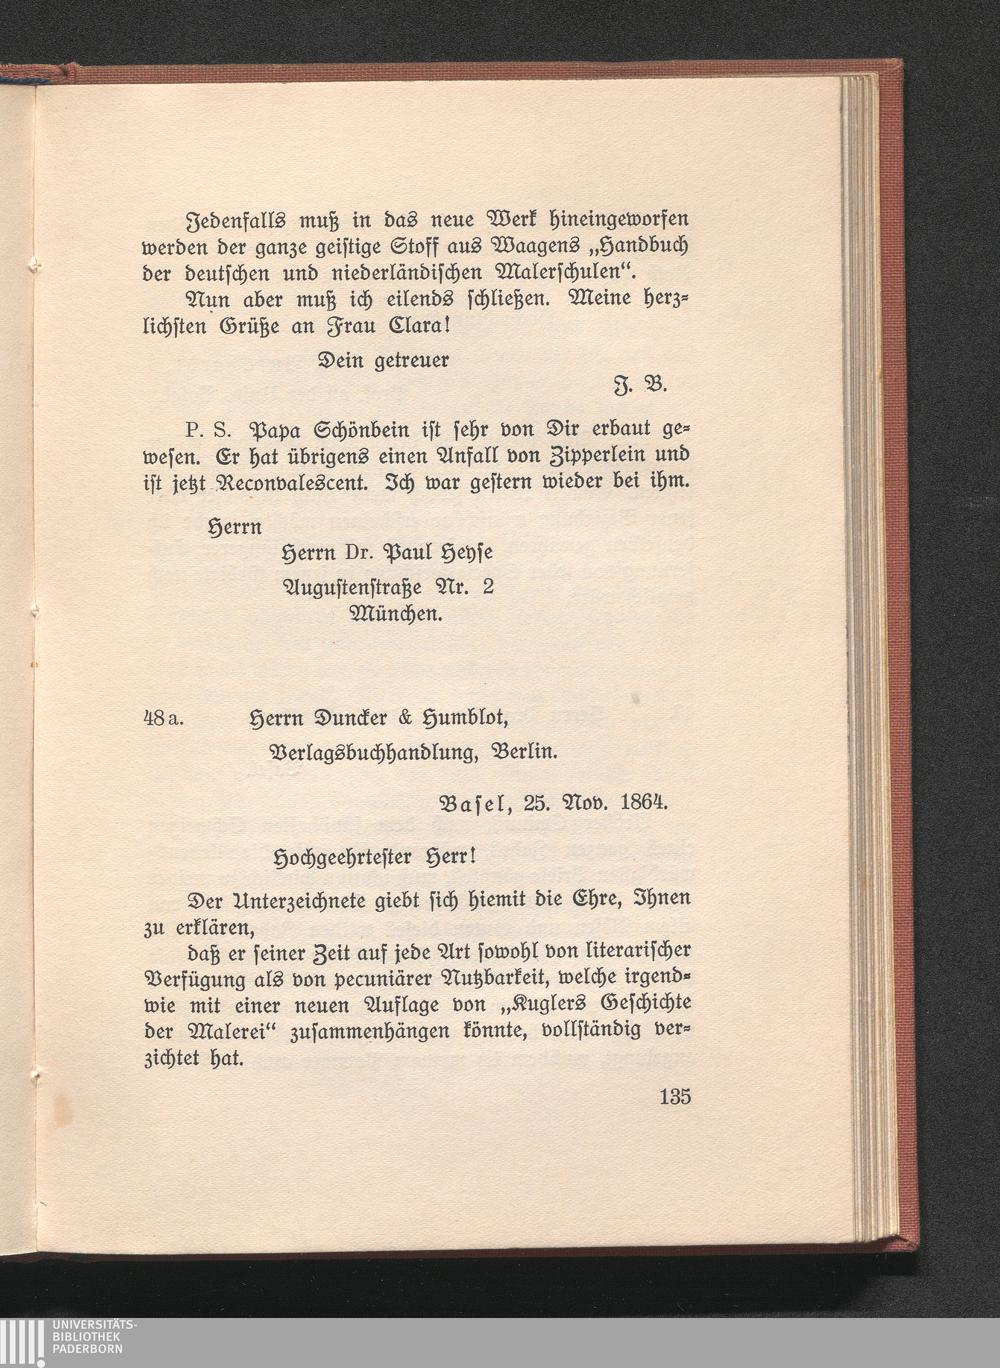 Jedenfalls muß in das neue Werk hineingeworfen
werden der ganze geistige Stoff aus Waagens „Handbuch
der deutschen und niederländischen Malerschulen“.
Nun aber muß ich eilends schließen. Meine herz-
lichsten Grüße an Frau Clara!
Dein getreuer
J. B.
P. S. Papa Schönbein ist sehr von Dir erbaut ge-
wesen. Er hat übrigens einen Anfall von Zipperlein und
ist jetzt Reconvalescent. Ich war gestern wieder bei ihm.
Herrn
Herrn Dr. Paul Heyse
Augustenstraße Nr. 2
München.
48a. Herrn Duncker & Humblot,
Verlagsbuchhandlung, Berlin.
Basel, 25. Nov. 1864.
Hochgeehrtester Herr!
Der Unterzeichnete giebt sich hiemit die Ehre, Ihnen
zu erklären,
daß er seiner Zeit auf jede Art sowohl von literarischer
Verfügung als von pecuniärer Nutzbarkeit, welche irgend-
wie mit einer neuen Auflage von „Kuglers Geschichte
der Malerei“ zusammenhängen könnte, vollständig ver-
zichtet hat.
135
UNIVERSITÄTS-
BIBLIOTHEK
PADERBORN